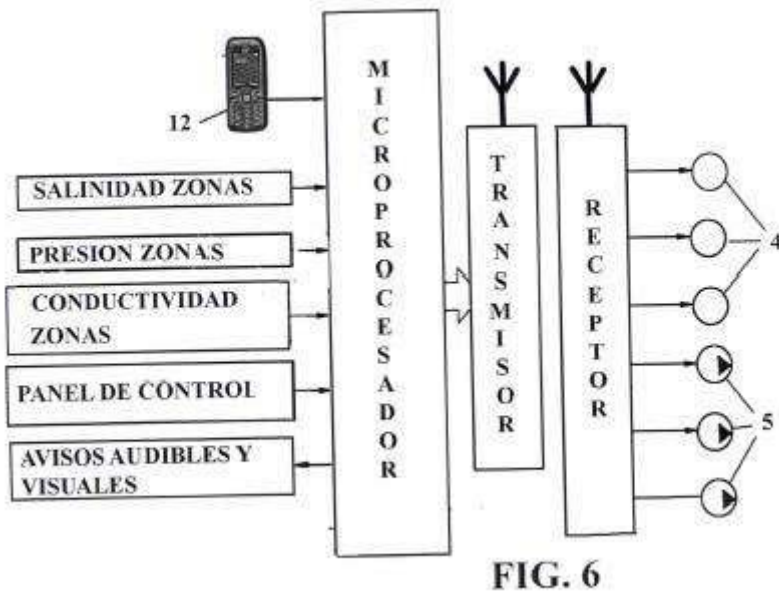 12
SALINIDAD ZONAS
PRESION ZONAS
CONDUCTIVIDAD
ZONAS
PANEL DE CONTROL
AVISOS AUDIBLES Y
VISUALES
MICROPROCESADOR
TRANSMISOR
RECEPTOR
4
5
FIG. 6